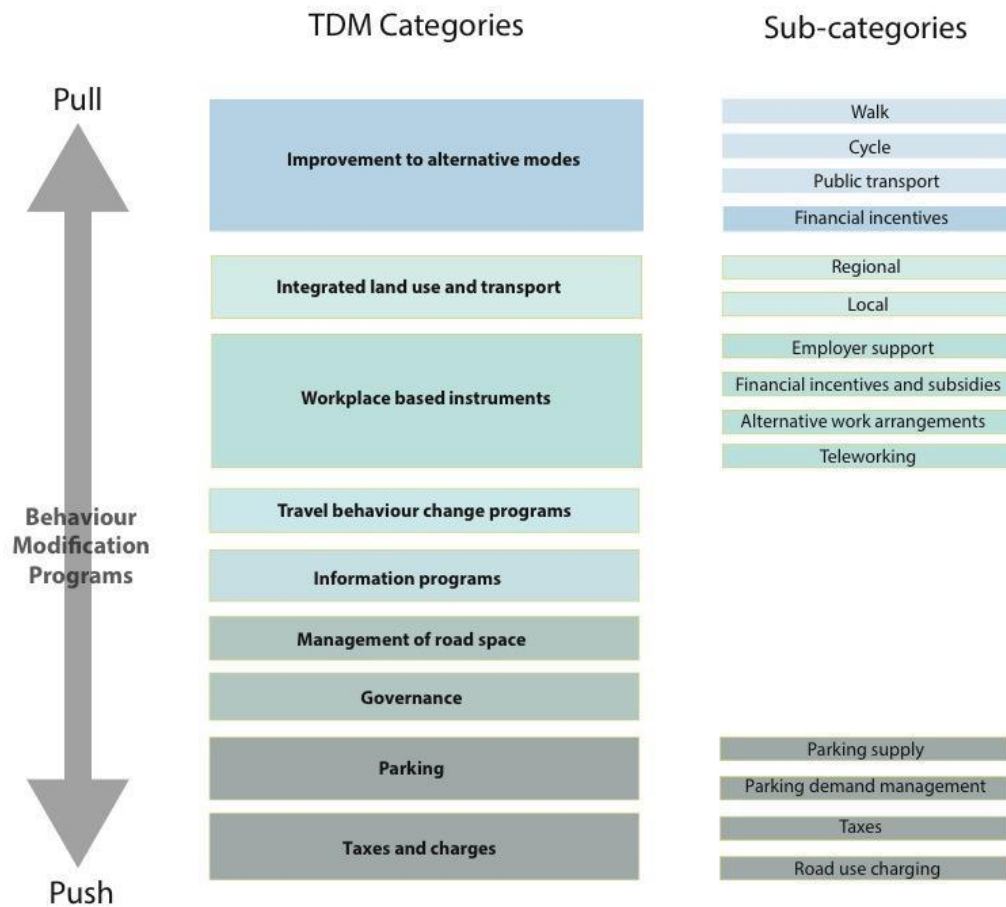 TDM Categories
Sub-categories
Pull
Improvement to alternative modes
Walk
Cycle
Public transport
Financial incentives
Integrated land use and transport
Regional
Local
Workplace based instruments
Employer support
Financial incentives and subsidies
Alternative work arrangements
Teleworking
Behaviour
Modification
Programs
Travel behaviour change programs
Information programs
Management of road space
Governance
Parking
Parking supply
Parking demand management
Taxes and charges
Taxes
Road use charging
Push